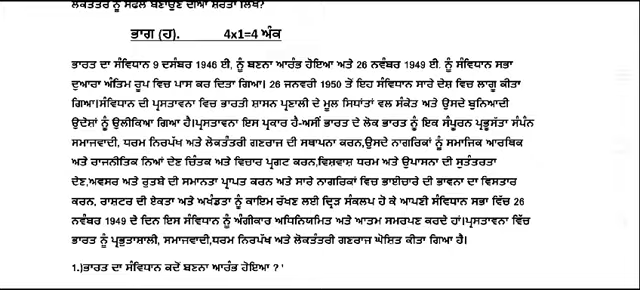 ਲੋਕਤੰਤਰ ਨੂੰ ਸਫਲ ਬਣਾਉਣ ਦੀਆਂ ਸ਼ਰਤਾਂ ਲਿਖੋ?
ਭਾਗ (ਹ). 4x1=4 ਅੰਕ
ਭਾਰਤ ਦਾ ਸੰਵਿਧਾਨ 9 ਦਸੰਬਰ 1946 ਈ, ਨੂੰ ਬਣਨਾ ਆਰੰਭ ਹੋਇਆ ਅਤੇ 26 ਨਵੰਬਰ 1949 ਈ. ਨੂੰ ਸੰਵਿਧਾਨ ਸਭਾ
ਦੁਆਰਾ ਅੰਤਿਮ ਰੂਪ ਵਿਚ ਪਾਸ ਕਰ ਦਿਤਾ ਗਿਆ। 26 ਜਨਵਰੀ 1950 ਤੋਂ ਇਹ ਸੰਵਿਧਾਨ ਸਾਰੇ ਦੇਸ਼ ਵਿਚ ਲਾਗੂ ਕੀਤਾ
ਗਿਆ।ਸੰਵਿਧਾਨ ਦੀ ਪ੍ਰਸਤਾਵਨਾ ਵਿਚ ਭਾਰਤੀ ਸ਼ਾਸਨ ਪ੍ਰਣਾਲੀ ਦੇ ਮੂਲ ਸਿਧਾਂਤਾਂ ਵਲ ਸੰਕੇਤ ਅਤੇ ਉਸਦੇ ਬੁਨਿਆਦੀ
ਉਦੇਸ਼ਾਂ ਨੂੰ ਉਲੀਕਿਆ ਗਿਆ ਹੈ।ਪ੍ਰਸਤਾਵਨਾ ਇਸ ਪ੍ਰਕਾਰ ਹੈ-ਅਸੀਂ ਭਾਰਤ ਦੇ ਲੋਕ ਭਾਰਤ ਨੂੰ ਇਕ ਸੰਪੂਰਨ ਪ੍ਰਭੂਸੱਤਾ ਸੰਪੰਨ
ਸਮਾਜਵਾਦੀ, ਧਰਮ ਨਿਰਪੱਖ ਅਤੇ ਲੋਕਤੰਤਰੀ ਗਣਰਾਜ ਦੀ ਸਥਾਪਨਾ ਕਰਨ,ਉਸਦੇ ਨਾਗਰਿਕਾਂ ਨੂੰ ਸਮਾਜਿਕ ਆਰਥਿਕ
ਅਤੇ ਰਾਜਨੀਤਿਕ ਨਿਆਂ ਦੇਣ ਚਿੰਤਕ ਅਤੇ ਵਿਚਾਰ ਪ੍ਰਗਟ ਕਰਨ,ਵਿਸ਼ਵਾਸ਼ ਧਰਮ ਅਤੇ ਉਪਾਸਨਾ ਦੀ ਸੁਤੰਤਰਤਾ
ਦੇਣ,ਅਵਸਰ ਅਤੇ ਰੁਤਬੇ ਦੀ ਸਮਾਨਤਾ ਪ੍ਰਾਪਤ ਕਰਨ ਅਤੇ ਸਾਰੇ ਨਾਗਰਿਕਾਂ ਵਿਚ ਭਾਈਚਾਰੇ ਦੀ ਭਾਵਨਾ ਦਾ ਵਿਸਤਾਰ
ਕਰਨ, ਰਾਸ਼ਟਰ ਦੀ ਏਕਤਾ ਅਤੇ ਅਖੰਡਤਾ ਨੂੰ ਕਾਇਮ ਰੱਖਣ ਲਈ ਦ੍ਰਿੜ ਸੰਕਲਪ ਹੋ ਕੇ ਆਪਣੀ ਸੰਵਿਧਾਨ ਸਭਾ ਵਿੱਚ 26
ਨਵੰਬਰ 1949 ਦੇ ਦਿਨ ਇਸ ਸੰਵਿਧਾਨ ਨੂੰ ਅੰਗੀਕਾਰ ਅਧਿਨਿਯਮਿਤ ਅਤੇ ਆਤਮ ਸਮਰਪਣ ਕਰਦੇ ਹਾਂ।ਪ੍ਰਸਤਾਵਨਾ ਵਿੱਚ
ਭਾਰਤ ਨੂੰ ਪ੍ਰਭੁਤਾਸ਼ਾਲੀ, ਸਮਾਜਵਾਦੀ,ਧਰਮ ਨਿਰਪੱਖ ਅਤੇ ਲੋਕਤੰਤਰੀ ਗਣਰਾਜ ਘੋਸ਼ਿਤ ਕੀਤਾ ਗਿਆ ਹੈ।
1.)ਭਾਰਤ ਦਾ ਸੰਵਿਧਾਨ ਕਦੋਂ ਬਣਨਾ ਆਰੰਭ ਹੋਇਆ ? '